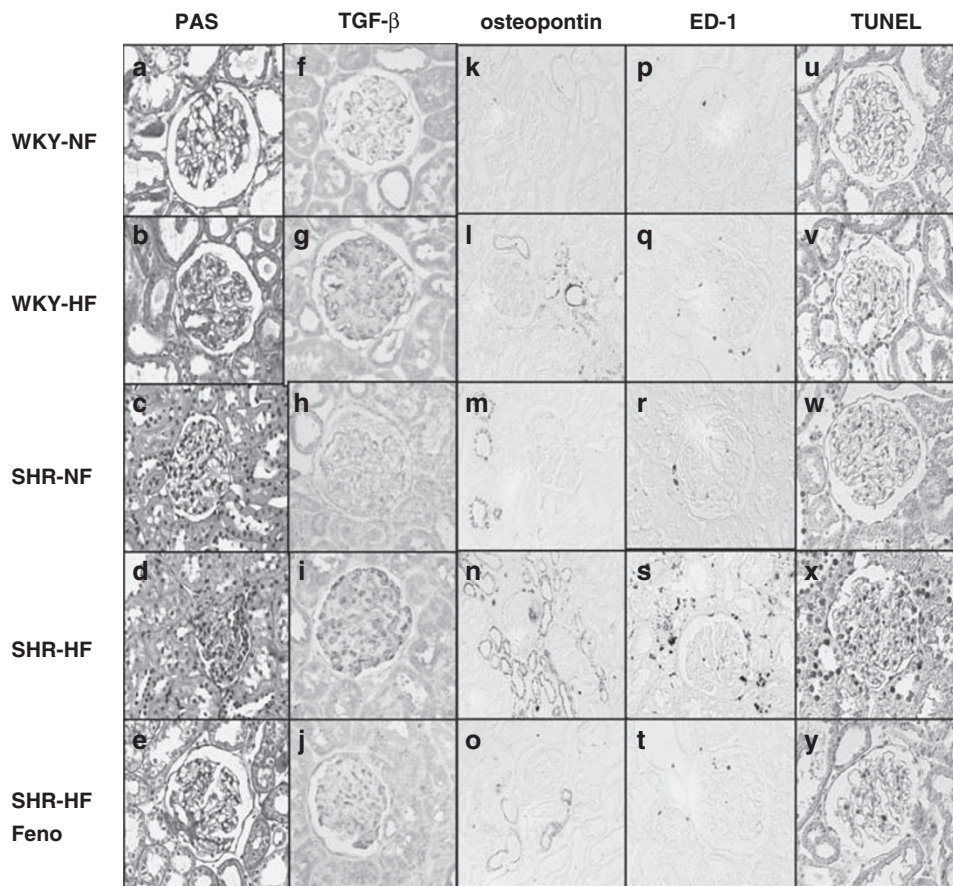 PAS TGF-β osteopontin ED-1 TUNEL
WKY-NF a f k p u
WKY-HF b g l q v
SHR-NF c h m r w
SHR-HF d i n s x
SHR-HF Feno e j o t y